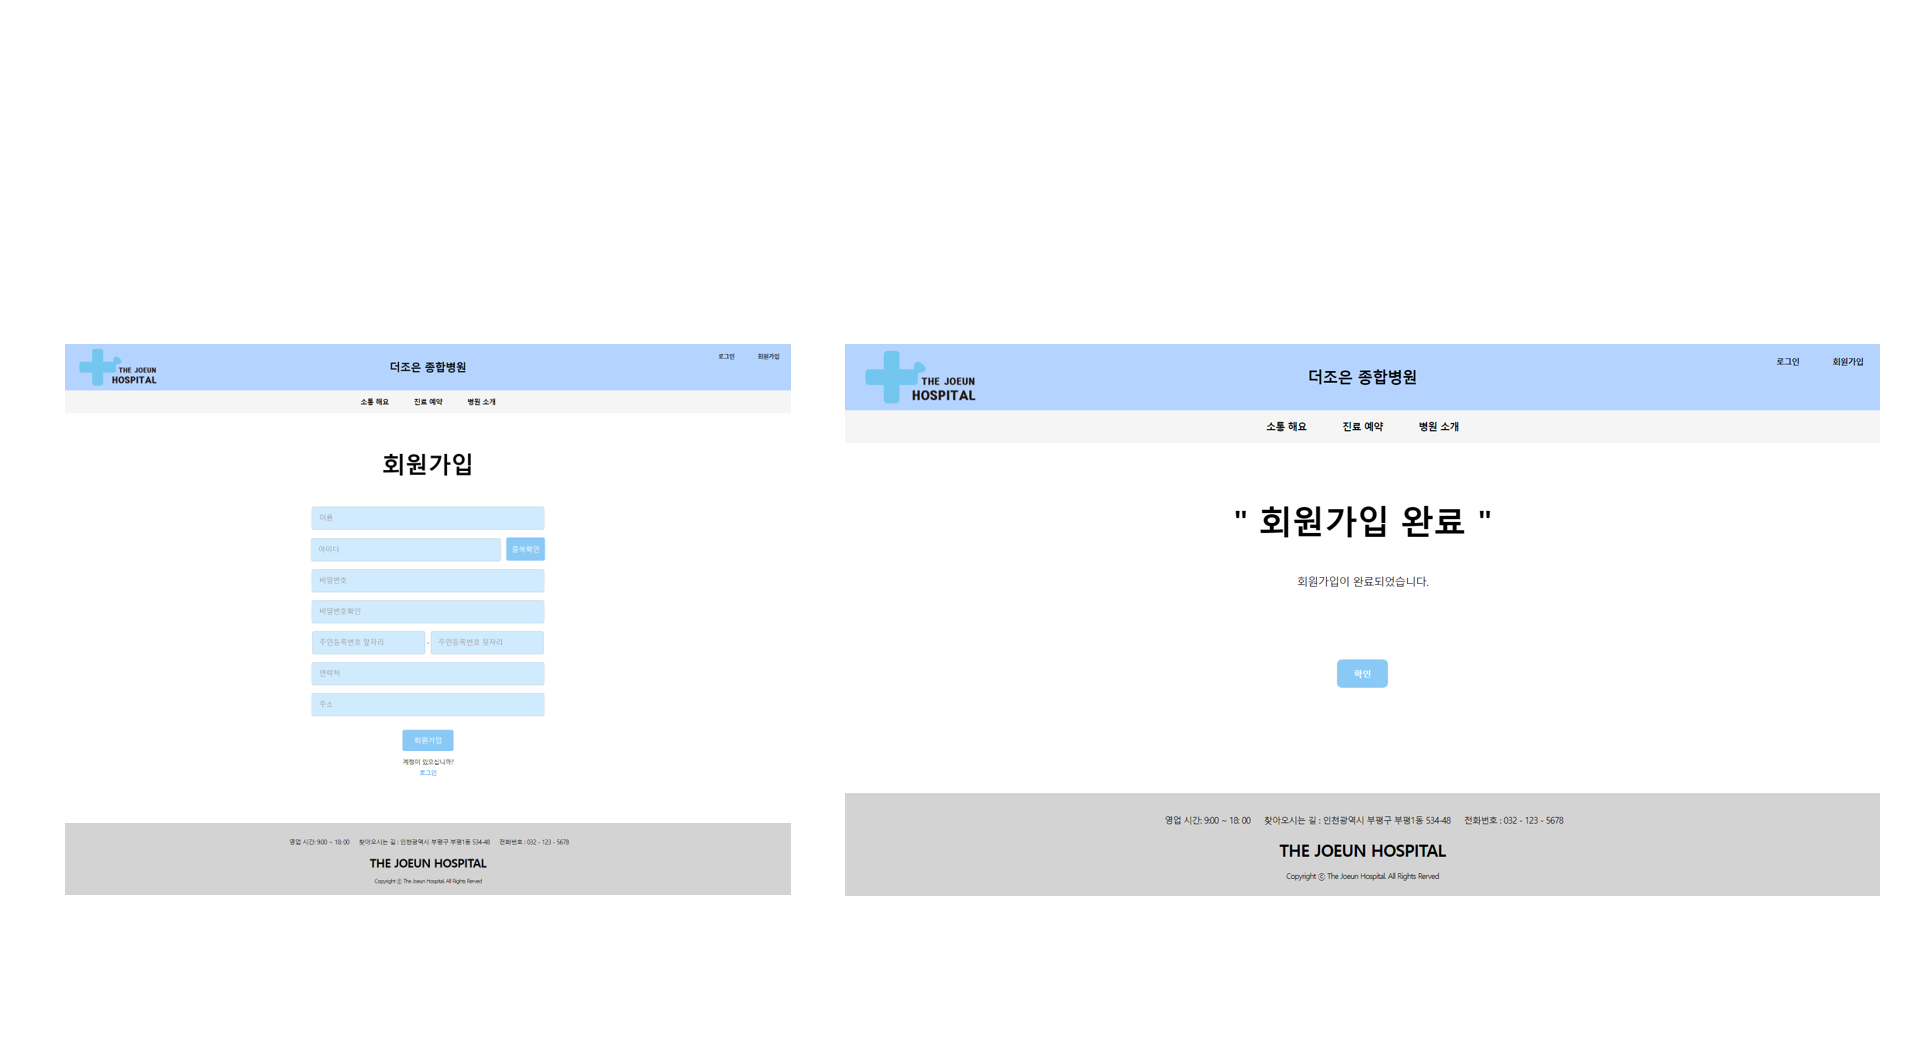 THE JOEUN
HOSPITAL
더조은 종합병원
로그인 회원가입
소통 해요 진료 예약 병원 소개
회원가입
이름
아이디 중복확인
비밀번호
비밀번호확인
주민등록번호 앞자리 - 주민등록번호 뒷자리
연락처
주소
회원가입
계정이 있으십니까?
로그인
영업 시간: 9:00 ~ 18: 00 찾아오시는 길 : 인천광역시 부평구 부평1동 534-48 전화번호 : 032 - 123 - 5678
THE JOEUN HOSPITAL
Copyright ⓒ The Joeun Hospital. All Rights Rerved
THE JOEUN
HOSPITAL
더조은 종합병원
로그인 회원가입
소통 해요 진료 예약 병원 소개
" 회원가입 완료 "
회원가입이 완료되었습니다.
확인
영업 시간: 9:00 ~ 18: 00 찾아오시는 길 : 인천광역시 부평구 부평1동 534-48 전화번호 : 032 - 123 - 5678
THE JOEUN HOSPITAL
Copyright ⓒ The Joeun Hospital. All Rights Rerved